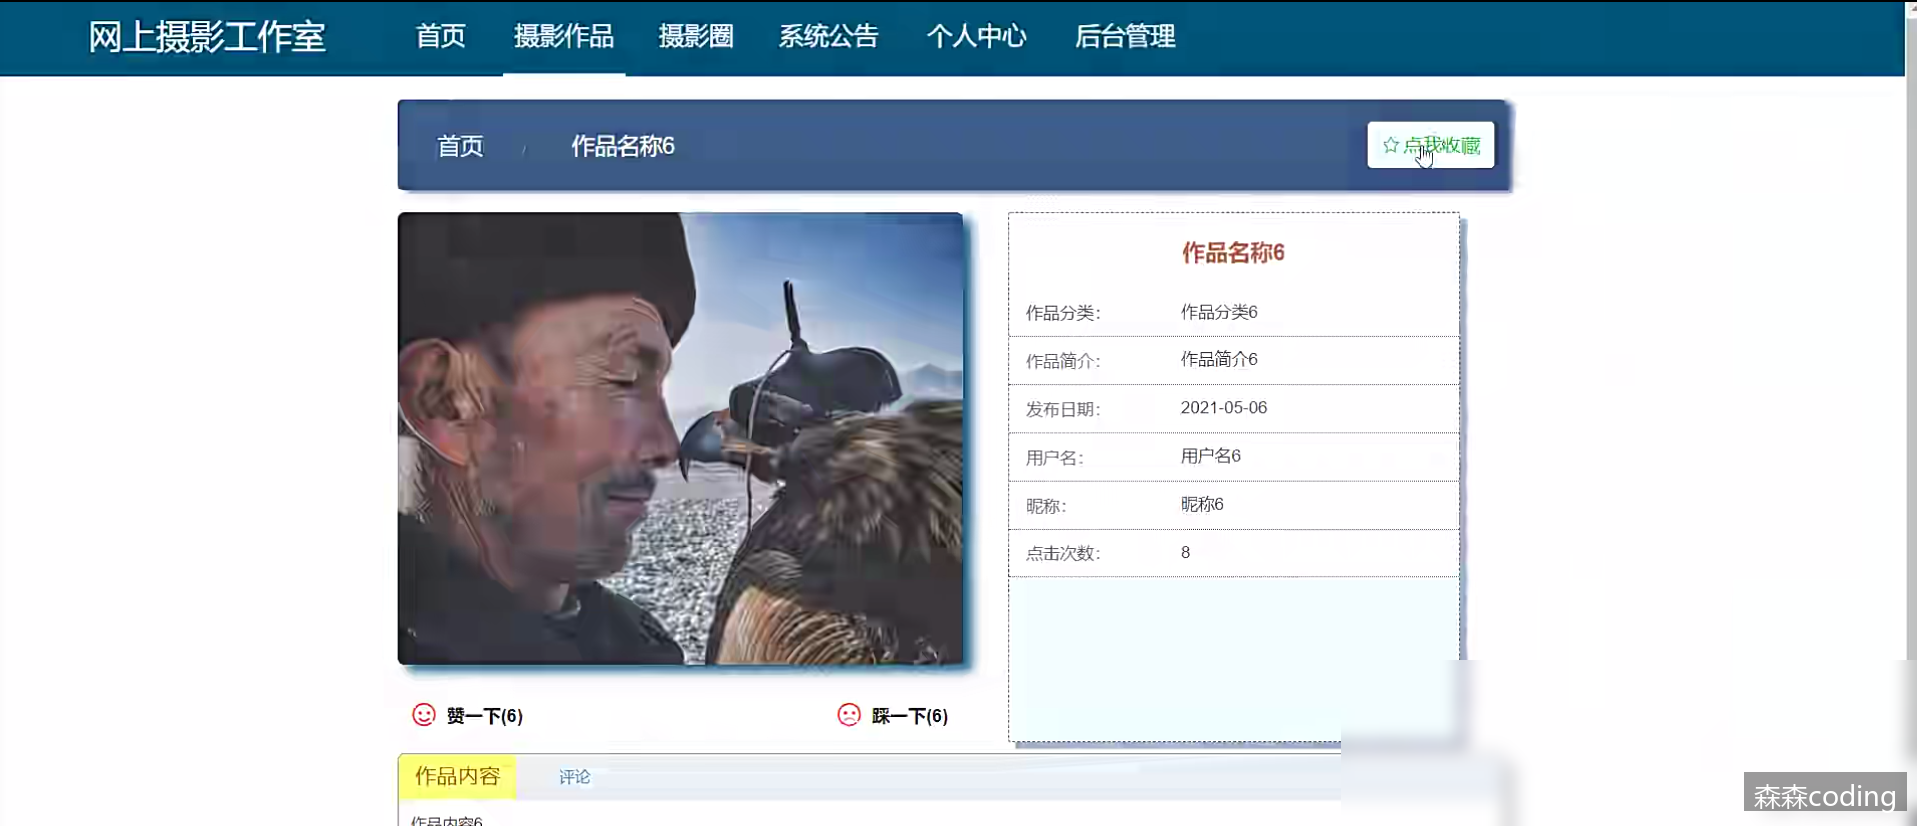 网上摄影工作室 首页 摄影作品 摄影圈 系统公告 个人中心 后台管理
首页 / 作品名称6 点我收藏
作品名称6
作品分类： 作品分类6
作品简介： 作品简介6
发布日期： 2021-05-06
用户名： 用户名6
昵称： 昵称6
点击次数： 8
赞一下(6) 踩一下(6)
作品内容 评论
作品内容6
森森coding